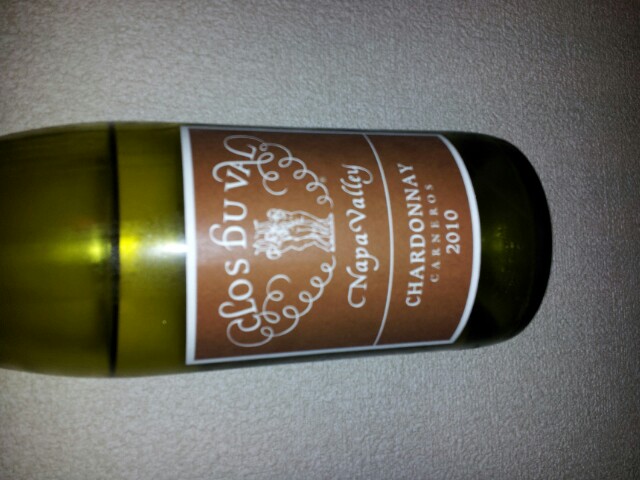 CLOS DU VAL
Napa Valley
CHARDONNAY
CARNEROS
2010